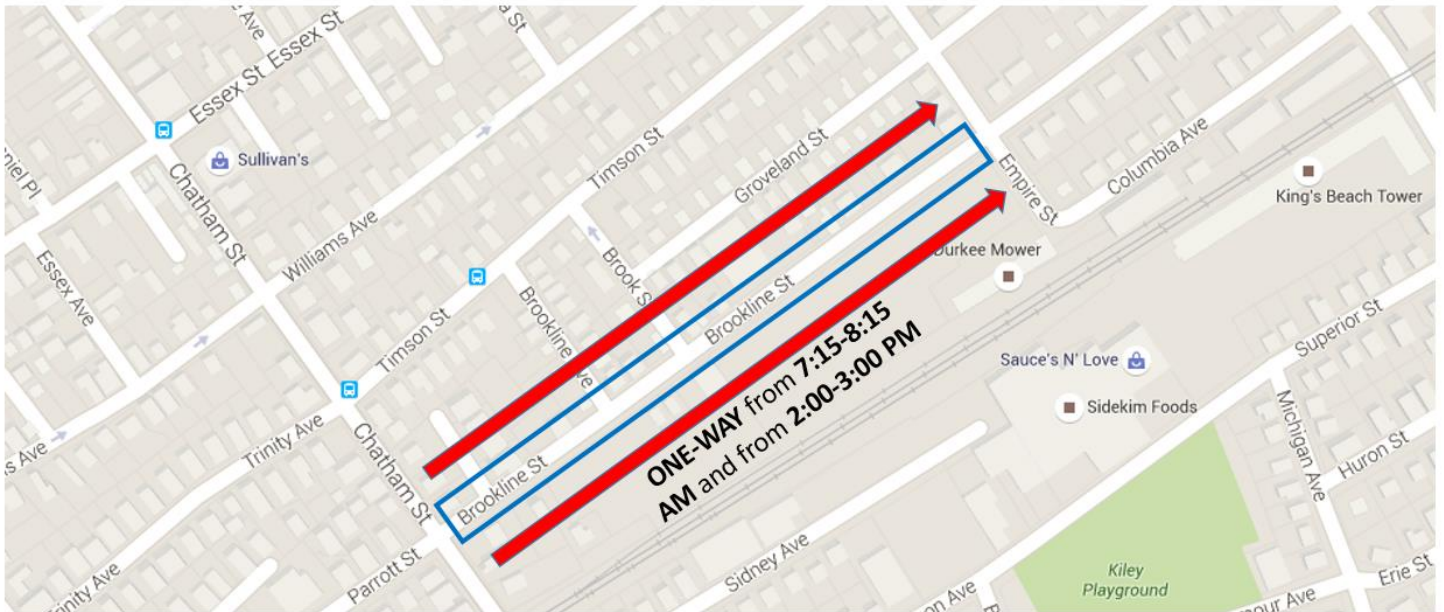 Essex St
Essex St
Sullivan's
Chatham St
Williams Ave
Timson St
Groveland St
Empire St
Columbia Ave
King's Beach Tower
Essex Ave
Timson St
Brookline
Brook S
Brookline St
Durkee Mower
Superior St
Sauce's N' Love
Sidekim Foods
Michigan Ave
Huron St
ONE-WAY from 7:15-8:15
AM and from 2:00-3:00 PM
Trinity Ave
Chatham St
Brookline St
Parrott St
Sidney Ave
Kiley
Playground
Erie St